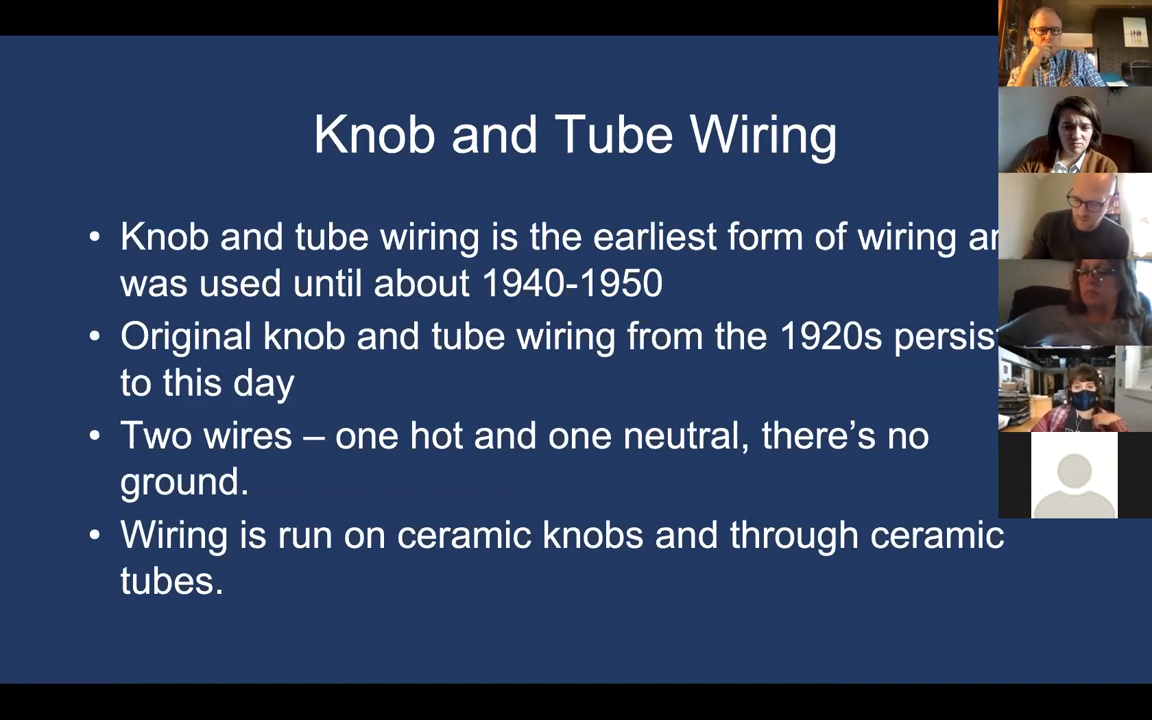 Knob and Tube Wiring
• Knob and tube wiring is the earliest form of wiring
was used until about 1940-1950
• Original knob and tube wiring from the 1920s
to this day
• Two wires – one hot and one neutral, there's no
ground.
• Wiring is run on ceramic knobs and through ceramic
tubes.